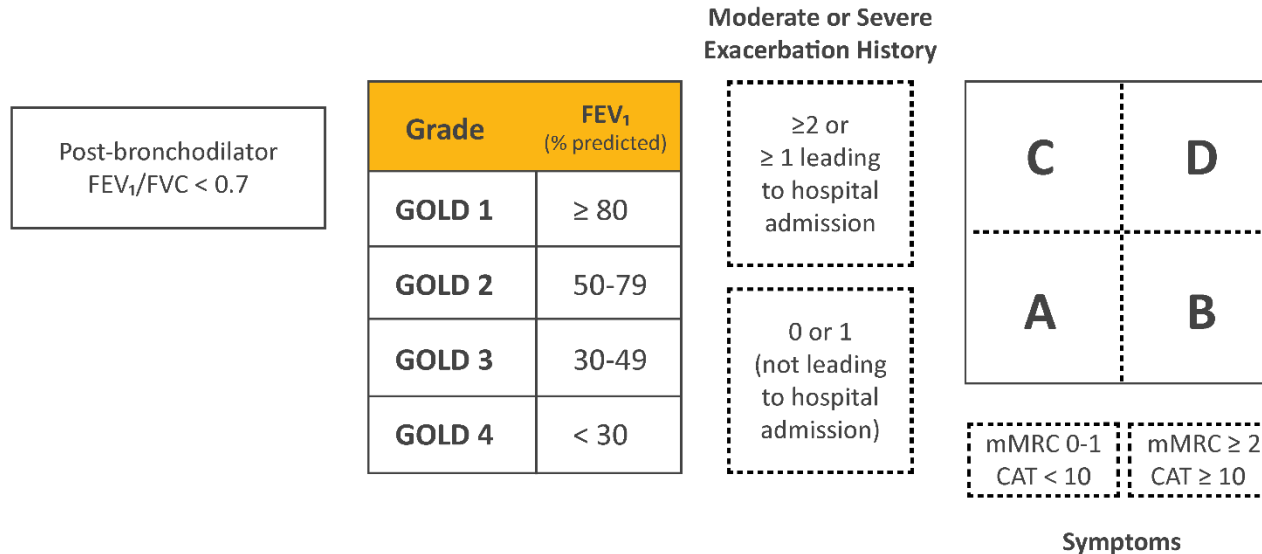 Post-bronchodilator
FEV₁/FVC < 0.7
Grade
FEV₁
(% predicted)
GOLD 1
≥ 80
GOLD 2
50-79
GOLD 3
30-49
GOLD 4
< 30
Moderate or Severe
Exacerbation History
≥2 or
≥ 1 leading
to hospital
admission
0 or 1
(not leading
to hospital
admission)
C
D
A
B
mMRC 0-1
CAT < 10
mMRC ≥ 2
CAT ≥ 10
Symptoms